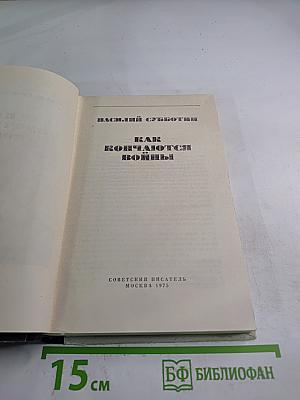 ВАСИЛИЙ СУББОТИН
КАК
КОНЧАЮТСЯ
ВОЙНЫ
СОВЕТСКИЙ ПИСАТЕЛЬ
МОСКВА 1975
15 см
БФ БИБЛИОФАН